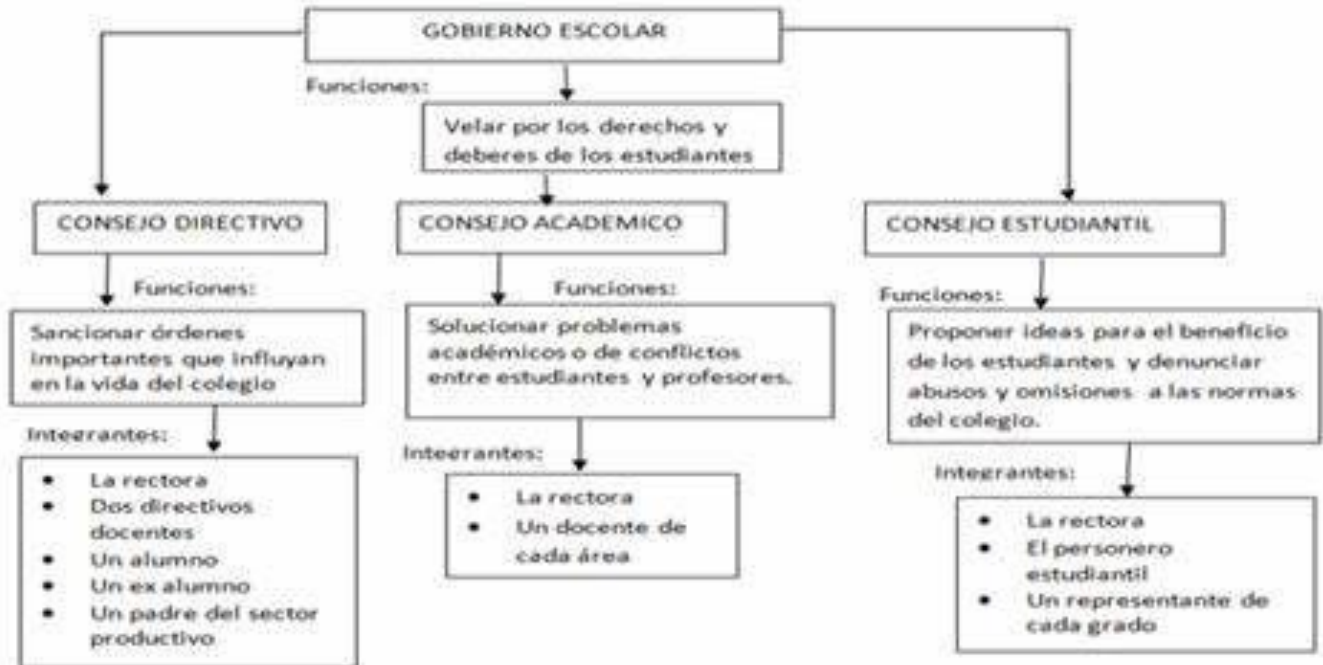 GOBIERNO ESCOLAR
Funciones:
Velar por los derechos y
deberes de los estudiantes
CONSEJO DIRECTIVO
Funciones:
Sancionar órdenes
importantes que influyan
en la vida del colegio
Integrantes:
• La rectora
• Dos directivos
docentes
• Un alumno
• Un ex alumno
• Un padre del sector
productivo
CONSEJO ACADEMICO
Funciones:
Solucionar problemas
académicos o de conflictos
entre estudiantes y profesores.
Integrantes:
• La rectora
• Un docente de
cada área
CONSEJO ESTUDIANTIL
Funciones:
Proponer ideas para el beneficio
de los estudiantes y denunciar
abusos y omisiones a las normas
del colegio.
Integrantes:
• La rectora
• El personero
estudiantil
• Un representante de
cada grado